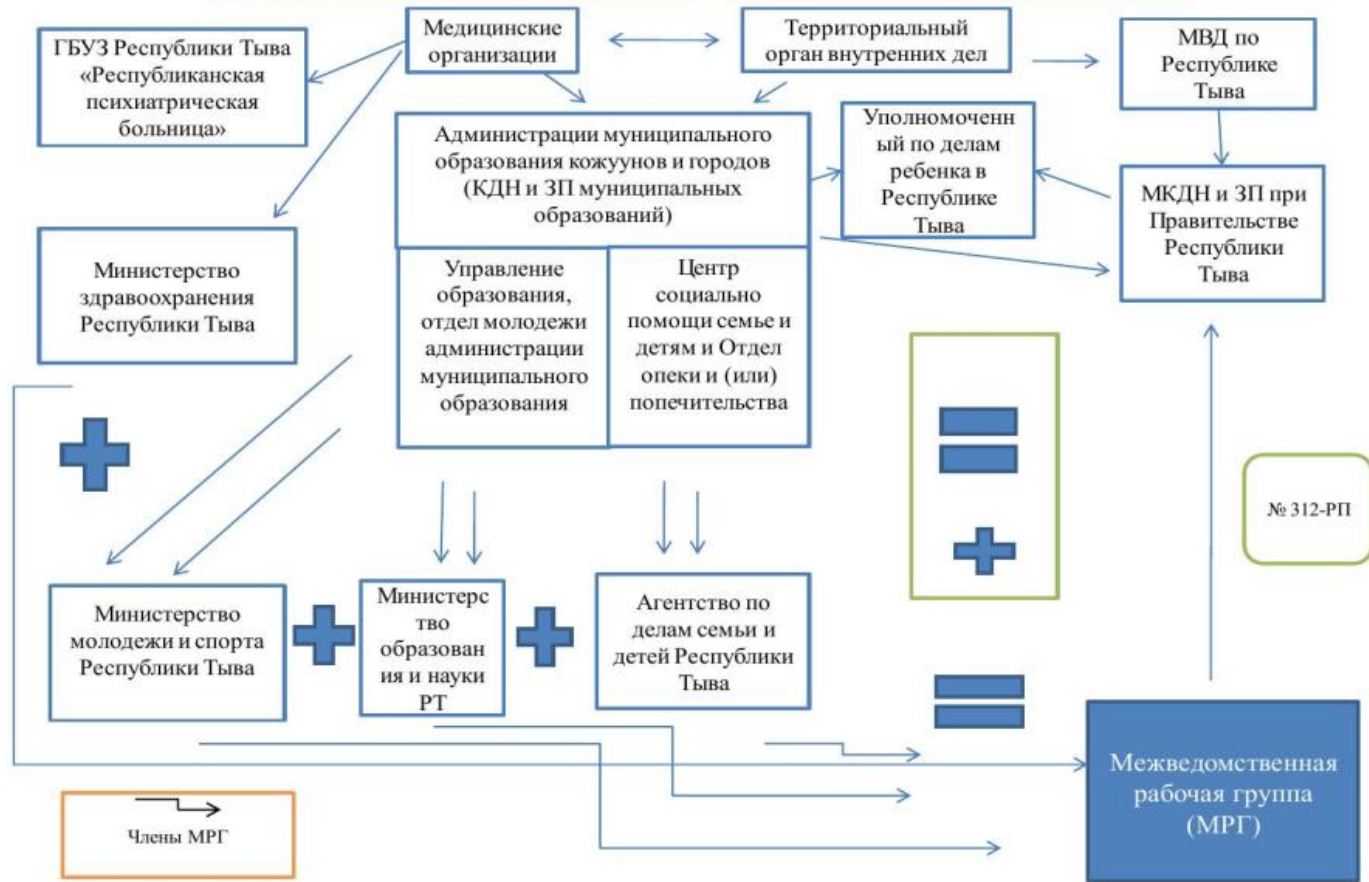 ГБУЗ Республики Тыва
«Республиканская
психиатрическая
больница»
Медицинские
организации
Территориальный
орган внутренних дел
МВД по
Республике
Тыва
Администрации муниципального
образования кожуунов и городов
(КДН и ЗП муниципальных
образований)
Уполномоченн
ый по делам
ребенка в
Республике
Тыва
МКДН и ЗП при
Правительстве
Республики
Тыва
Министерство
здравоохранения
Республики Тыва
Управление
образования,
отдел молодежи
администрации
муниципального
образования
Центр
социально
помощи семье и
детям и Отдел
опеки и (или)
попечительства
№ 312-РП
Министерство
молодежи и спорта
Республики Тыва
Министерс
тво
образован
ия и науки
РТ
Агентство по
делам семьи и
детей Республики
Тыва
Межведомственная
рабочая группа
(МРГ)
Члены МРГ